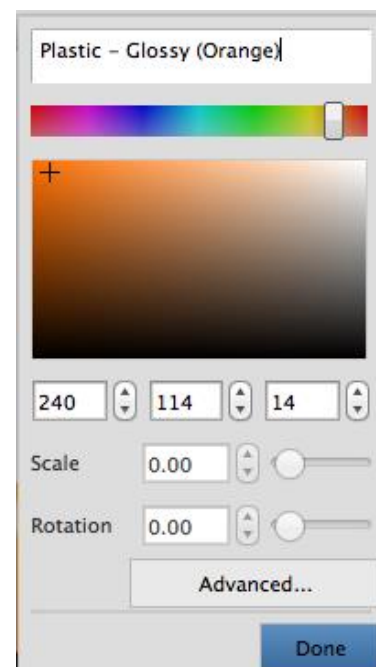 Plastic – Glossy (Orange)
240 114 14
Scale 0.00
Rotation 0.00
Advanced...
Done